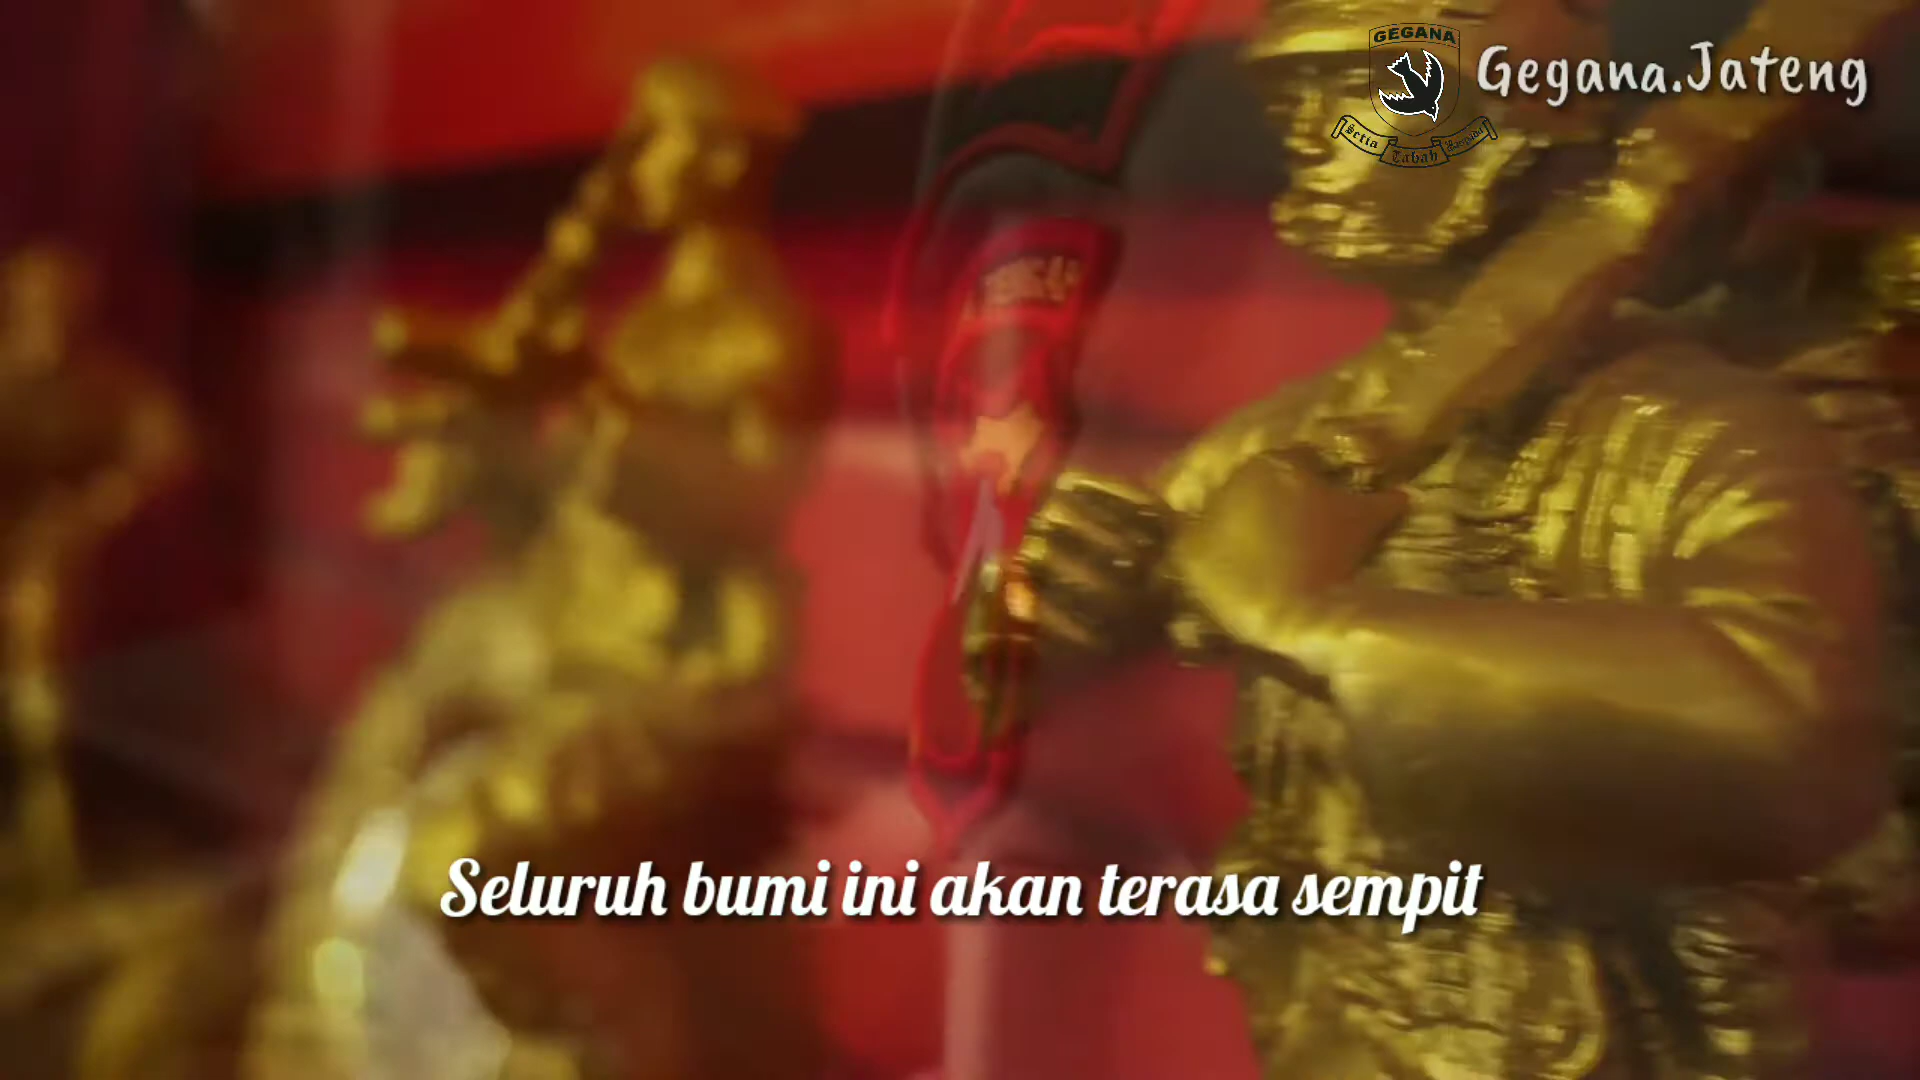 GEGANA
Gegana.Jateng
Setia
Tabah
Seluruh bumi ini akan terasa sempit